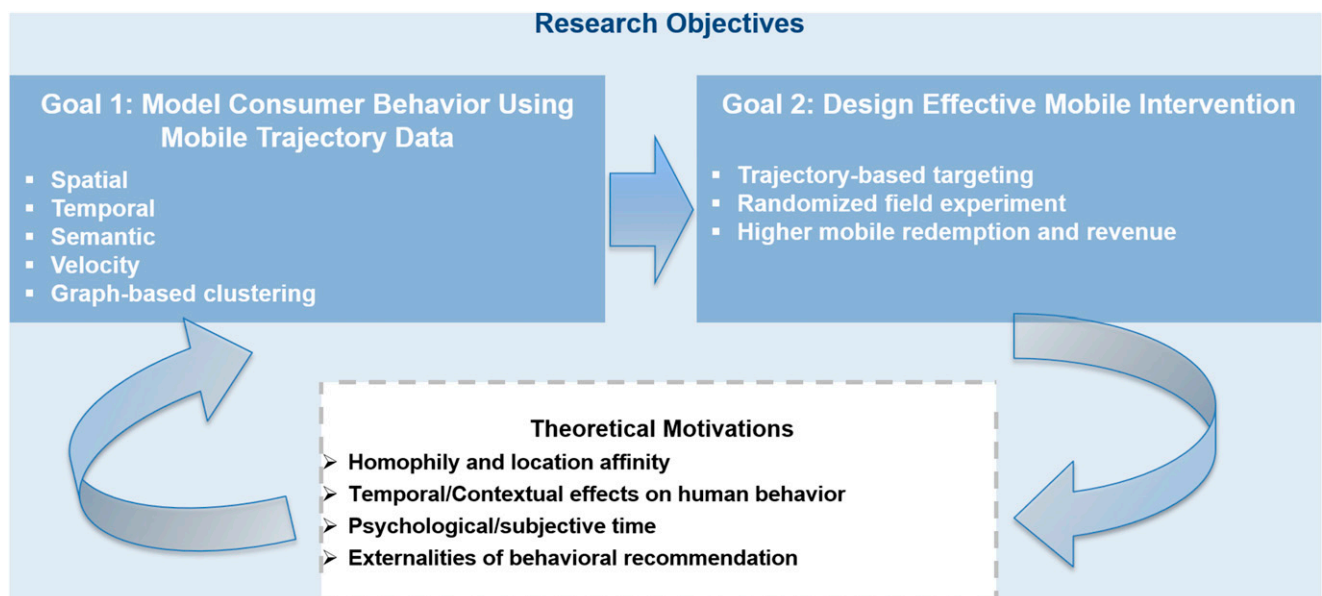 Research Objectives
Goal 1: Model Consumer Behavior Using
Mobile Trajectory Data
▪ Spatial
▪ Temporal
▪ Semantic
▪ Velocity
▪ Graph-based clustering
Goal 2: Design Effective Mobile Intervention
▪ Trajectory-based targeting
▪ Randomized field experiment
▪ Higher mobile redemption and revenue
Theoretical Motivations
➢ Homophily and location affinity
➢ Temporal/Contextual effects on human behavior
➢ Psychological/subjective time
➢ Externalities of behavioral recommendation